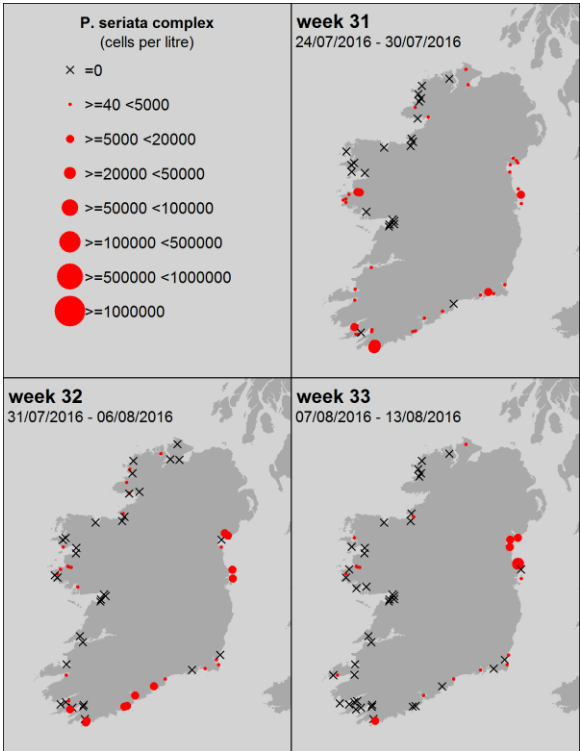 P. seriata complex
(cells per litre)
=0
>=40 <5000
>=5000 <20000
>=20000 <50000
>=50000 <100000
>=100000 <500000
>=500000 <1000000
>=1000000
week 31
24/07/2016 - 30/07/2016
week 32
31/07/2016 - 06/08/2016
week 33
07/08/2016 - 13/08/2016